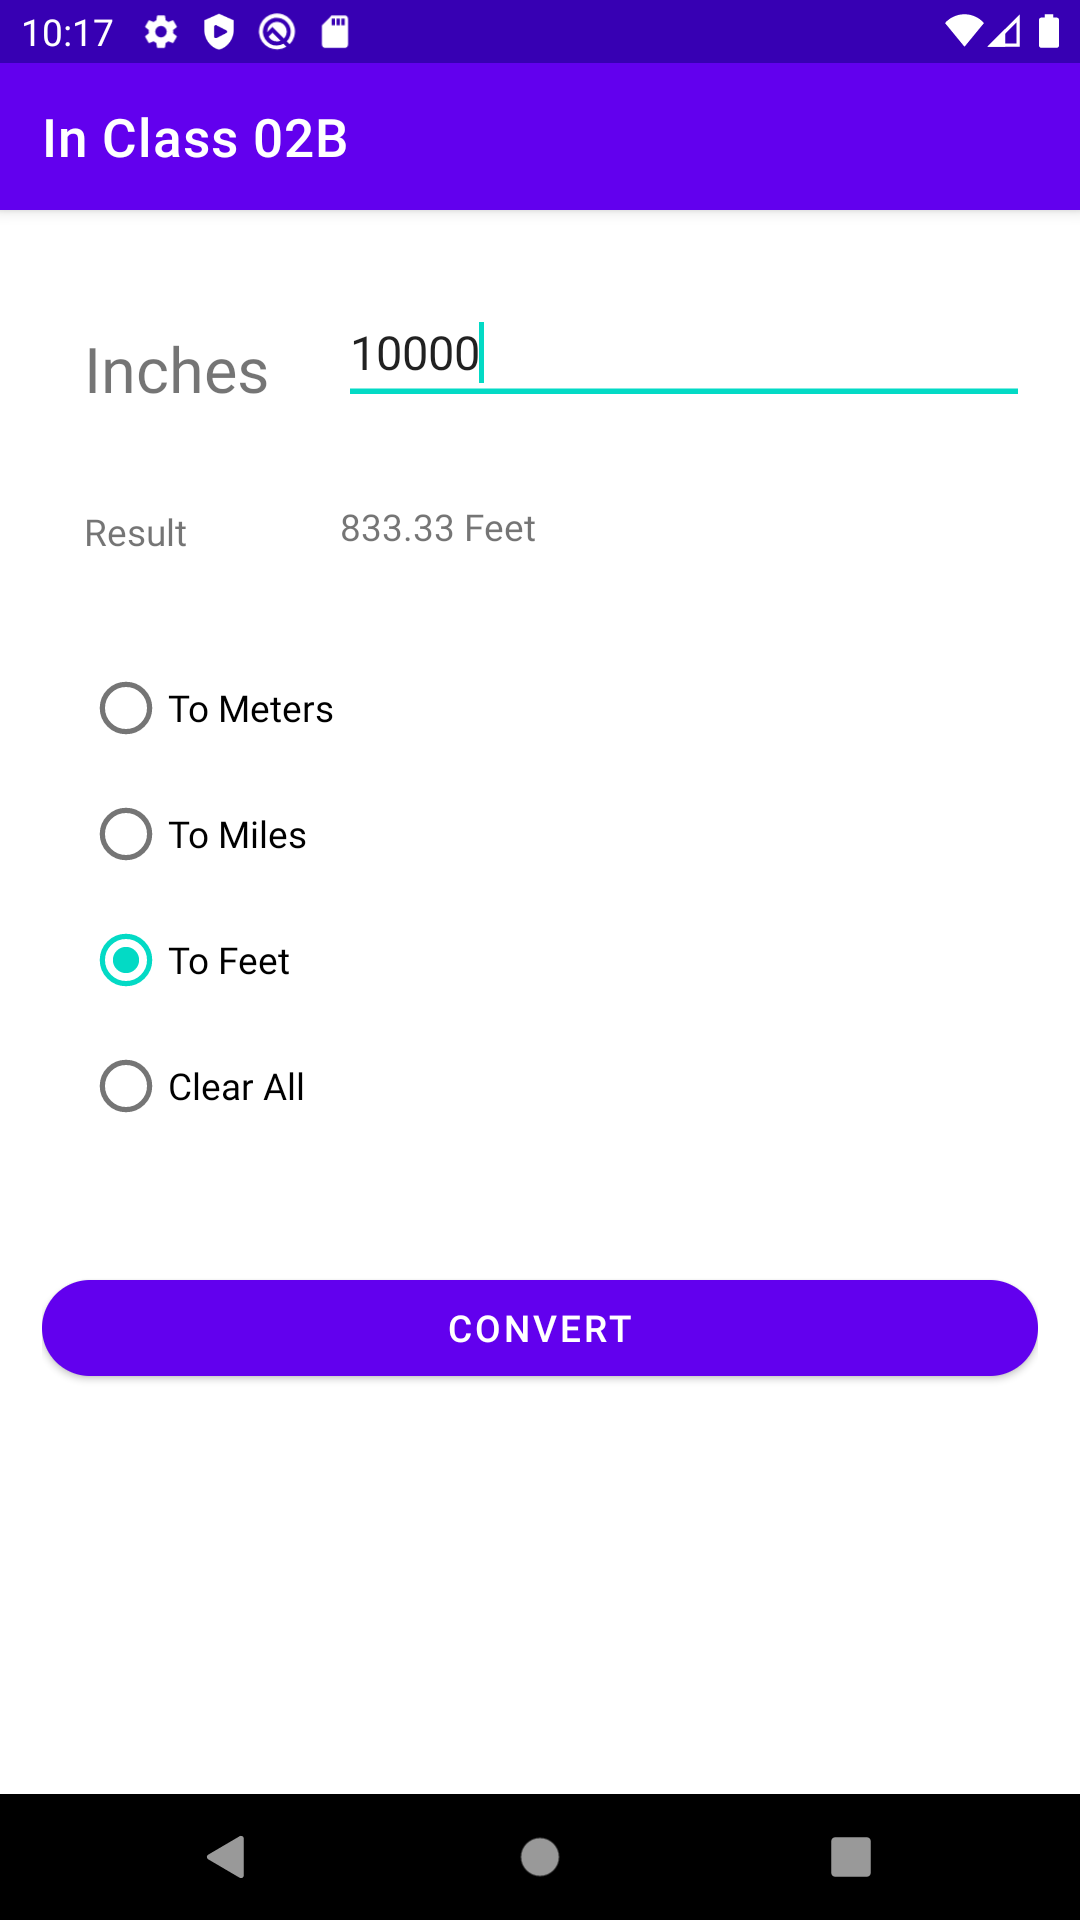 10:17
In Class 02B
Inches 10000
Result 833.33 Feet
To Meters
To Miles
To Feet
Clear All
CONVERT